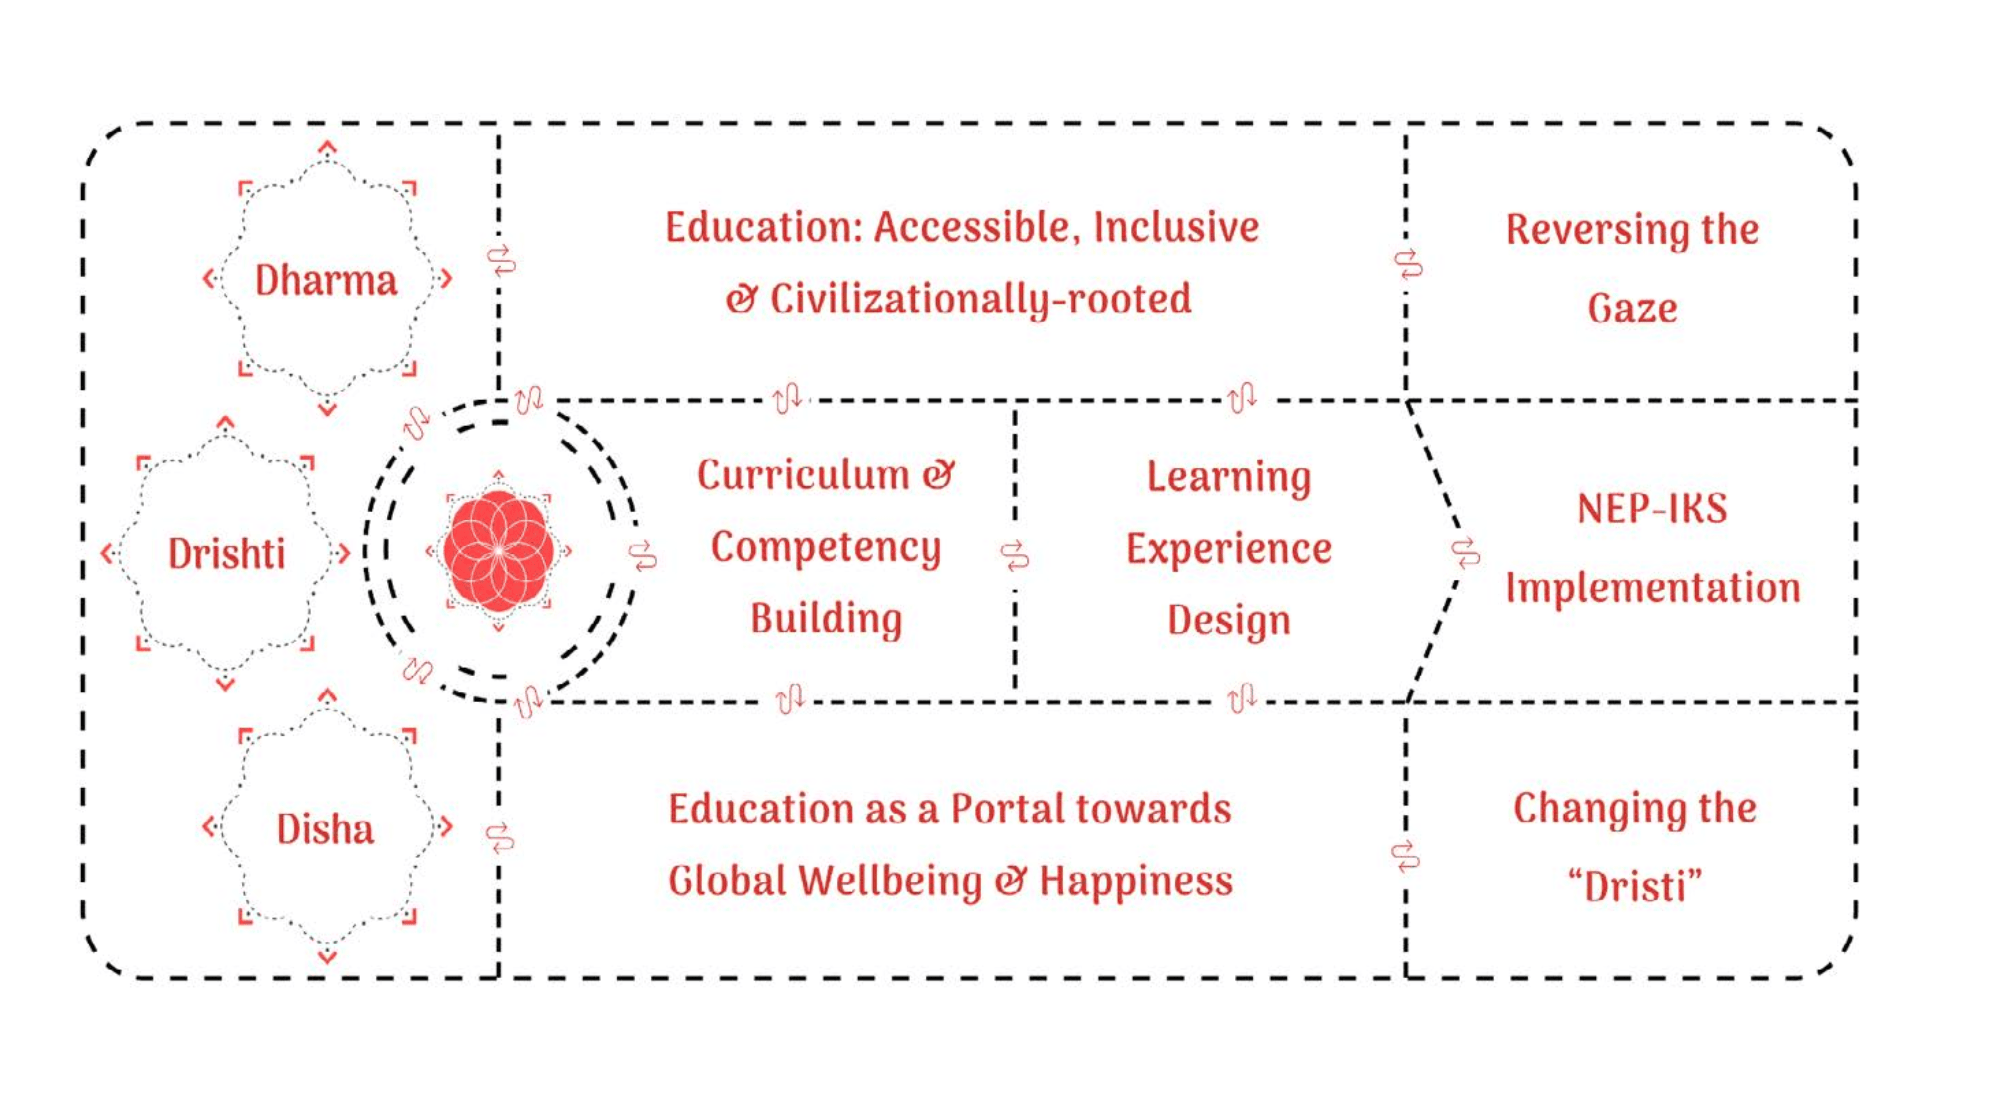 Dharma
Education: Accessible, Inclusive
& Civilizationally-rooted
Reversing the
Gaze
Drishti
Curriculum &
Competency
Building
Learning
Experience
Design
NEP-IKS
Implementation
Disha
Education as a Portal towards
Global Wellbeing & Happiness
Changing the
“Dristi”